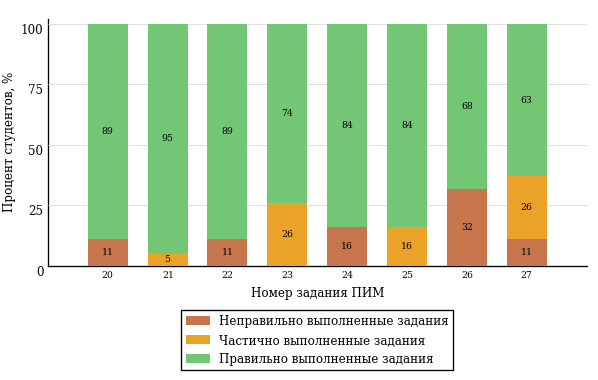 Процент студентов, %
100
75
50
25
0
89 95 89 74 84 84 68 63
11 5 11 26 16 16 32 26 11
20 21 22 23 24 25 26 27
Номер задания ПИМ
Неправильно выполненные задания
Частично выполненные задания
Правильно выполненные задания